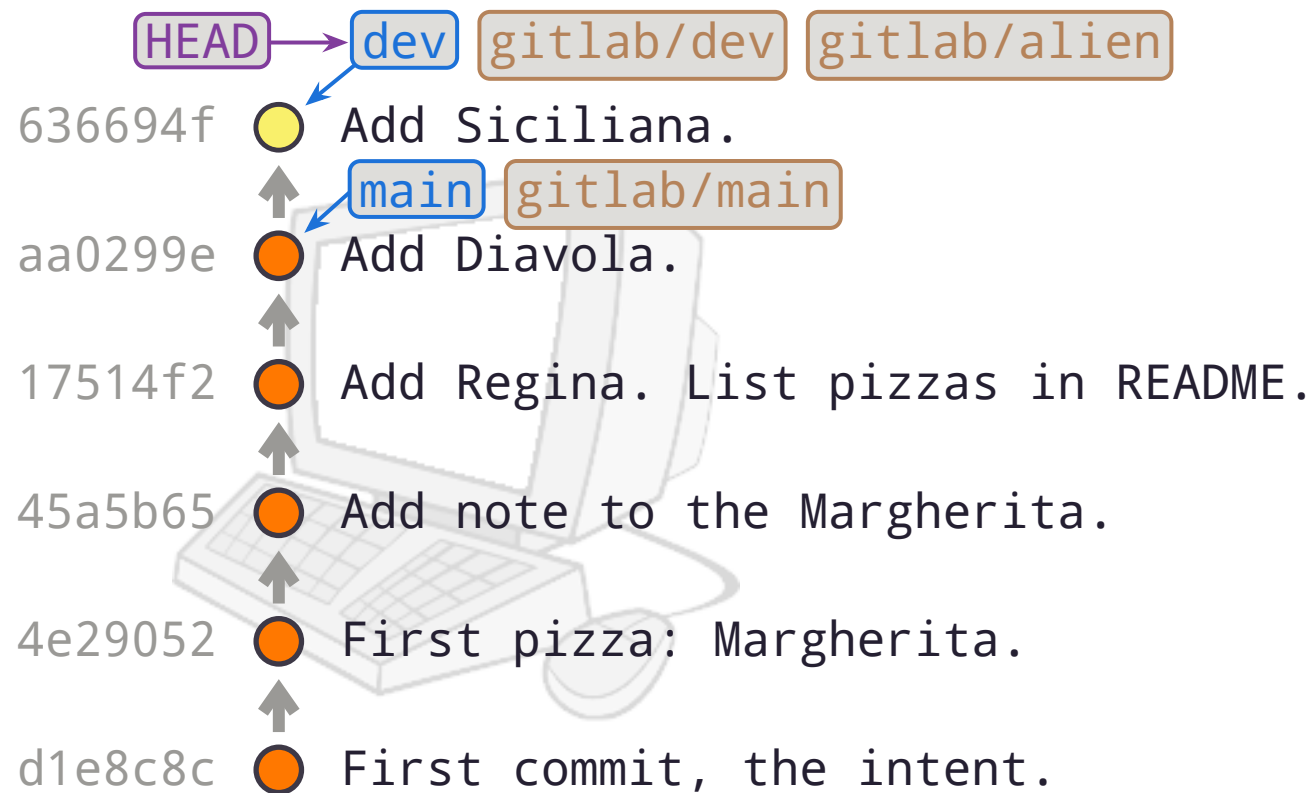 HEAD dev gitlab/dev gitlab/alien
636694f Add Siciliana.
main gitlab/main
aa0299e Add Diavola.
17514f2 Add Regina. List pizzas in README.
45a5b65 Add note to the Margherita.
4e29052 First pizza: Margherita.
d1e8c8c First commit, the intent.